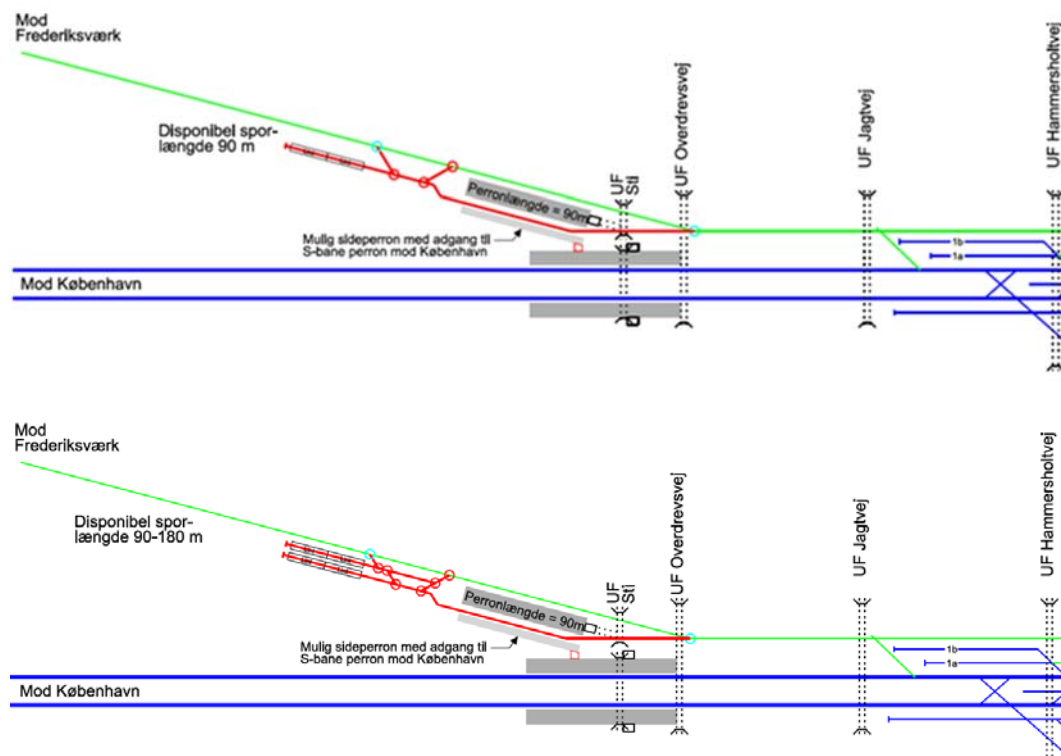 Mod
Frederiksværk
Disponibel spor-
længde 90 m
Perronlængde = 90m
UF
Sti
UF Overdrevsvej
UF Jagtvej
UF Hammersholtvej
Mulig sideperron med adgang til
S-bane perron mod København
1b
1a
Mod København
Mod
Frederiksværk
Disponibel spor-
længde 90-180 m
Perronlængde = 90m
UF
Sti
UF Overdrevsvej
UF Jagtvej
UF Hammersholtvej
Mulig sideperron med adgang til
S-bane perron mod København
1b
1a
Mod København